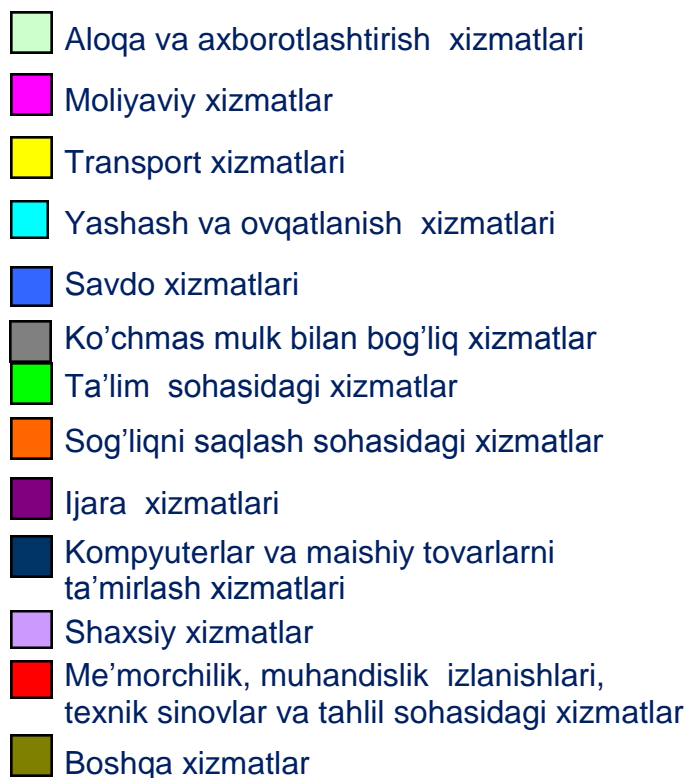 Aloqa va axborotlashtirish xizmatlari
Moliyaviy xizmatlar
Transport xizmatlari
Yashash va ovqatlanish xizmatlari
Savdo xizmatlari
Ko’chmas mulk bilan bog’liq xizmatlar
Ta’lim sohasidagi xizmatlar
Sog’liqni saqlash sohasidagi xizmatlar
Ijara xizmatlari
Kompyuterlar va maishiy tovarlarni
ta’mirlash xizmatlari
Shaxsiy xizmatlar
Me’morchilik, muhandislik izlanishlari,
texnik sinovlar va tahlil sohasidagi xizmatlar
Boshqa xizmatlar